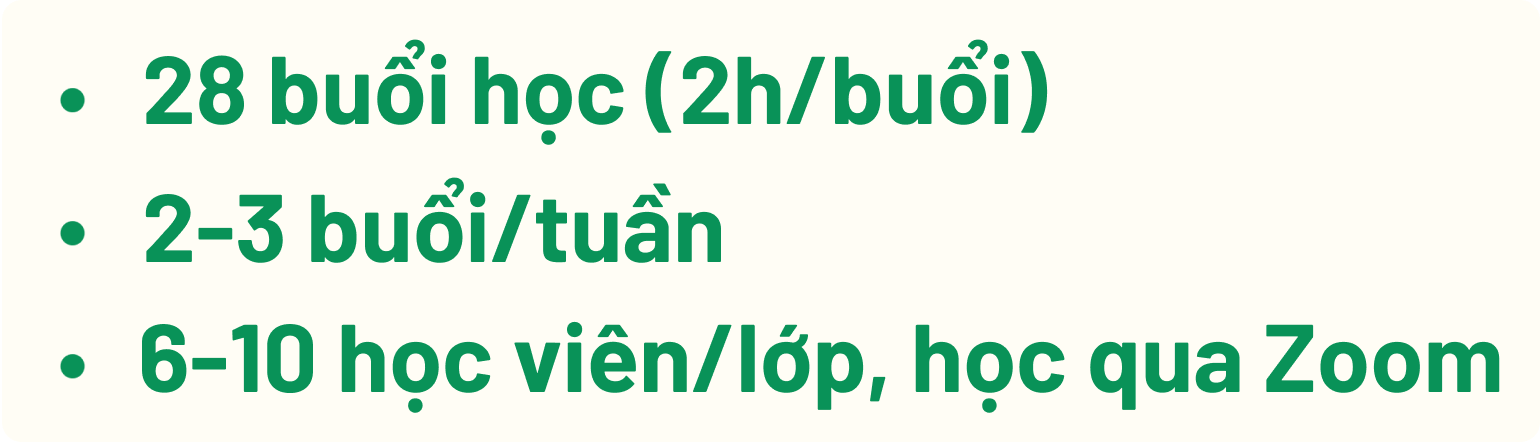 • 28 buổi học (2h/buổi)
• 2-3 buổi/tuần
• 6-10 học viên/lớp, học qua Zoom